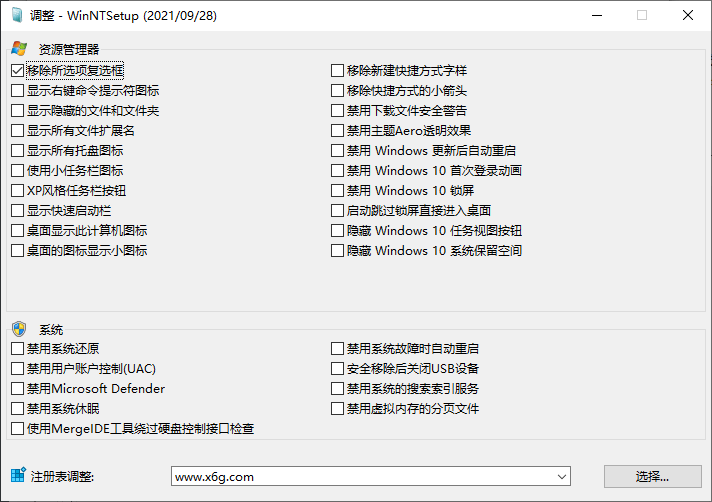 调整 - WinNTSetup (2021/09/28)
资源管理器
移除所选项复选框
显示右键命令提示符图标
显示隐藏的文件和文件夹
显示所有文件扩展名
显示所有托盘图标
使用小任务栏图标
XP风格任务栏按钮
显示快速启动栏
桌面显示此计算机图标
桌面的图标显示小图标
移除新建快捷方式字样
移除快捷方式的小箭头
禁用下载文件安全警告
禁用主题Aero透明效果
禁用 Windows 更新后自动重启
禁用 Windows 10 首次登录动画
禁用 Windows 10 锁屏
启动跳过锁屏直接进入桌面
隐藏 Windows 10 任务视图按钮
隐藏 Windows 10 系统保留空间
系统
禁用系统还原
禁用用户账户控制(UAC)
禁用Microsoft Defender
禁用系统休眠
使用MergeIDE工具绕过硬盘控制接口检查
禁用系统故障时自动重启
安全移除后关闭USB设备
禁用系统的搜索索引服务
禁用虚拟内存的分页文件
注册表调整:
www.x6g.com
选择...